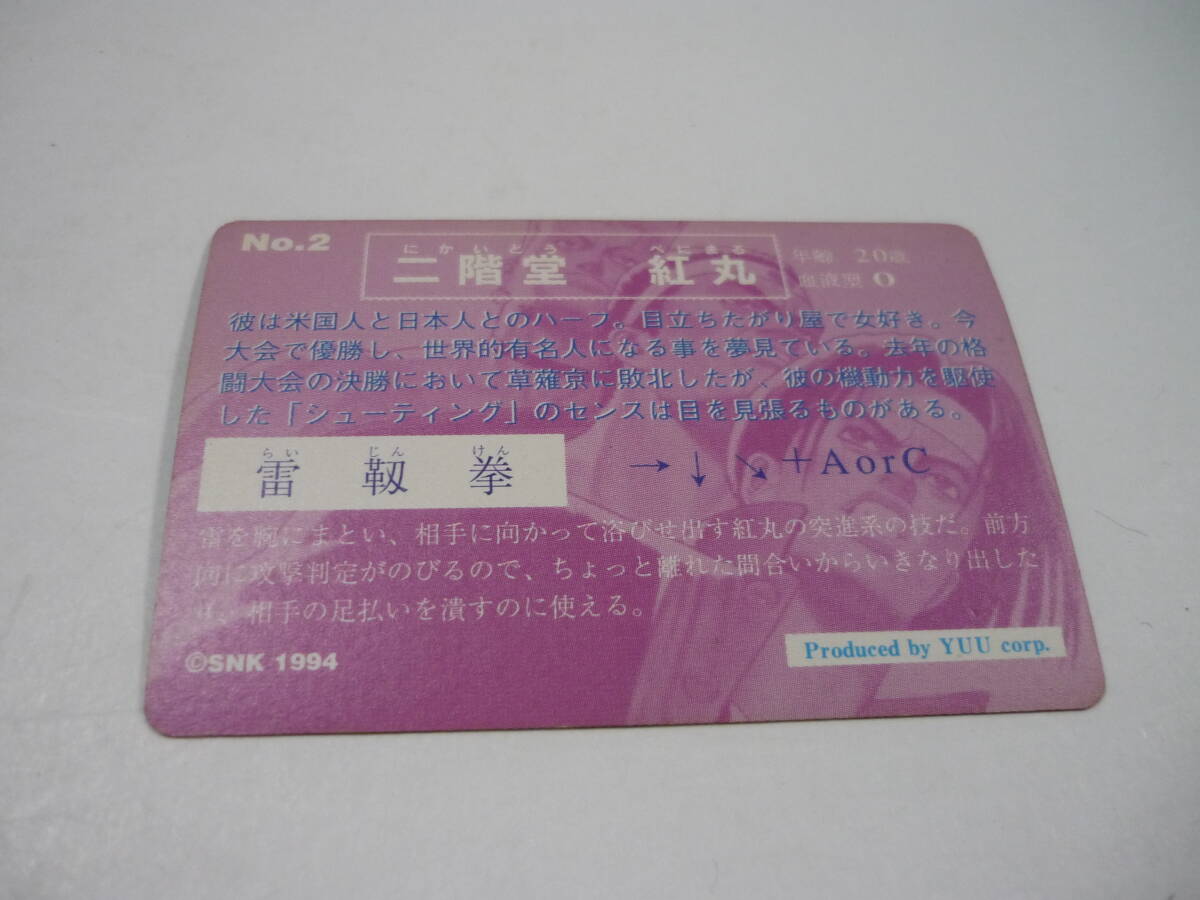 No.2
にかいどう べにまる
二階堂 紅丸
年齢 20歳
血液型 O
彼は米国人と日本人とのハーフ。目立ちたがり屋で女好き。今
大会で優勝し、世界的有名人になる事を夢見ている。去年の格
闘大会の決勝において草薙京に敗北したが、彼の機動力を駆使
した「シューティング」のセンスは目を見張るものがある。
らい じん けん
雷 靱 拳
→ ↓ ↘ +AorC
雷を腕にまとい、相手に向かって浴びせ出す紅丸の突進系の技だ。前方
向に攻撃判定がのびるので、ちょっと離れた間合いからいきなり出した
り、相手の足払いを潰すのに使える。
©SNK 1994
Produced by YUU corp.